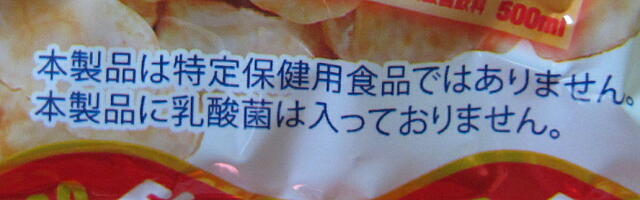 500ml
本製品は特定保健用食品ではありません。
本製品に乳酸菌は入っておりません。